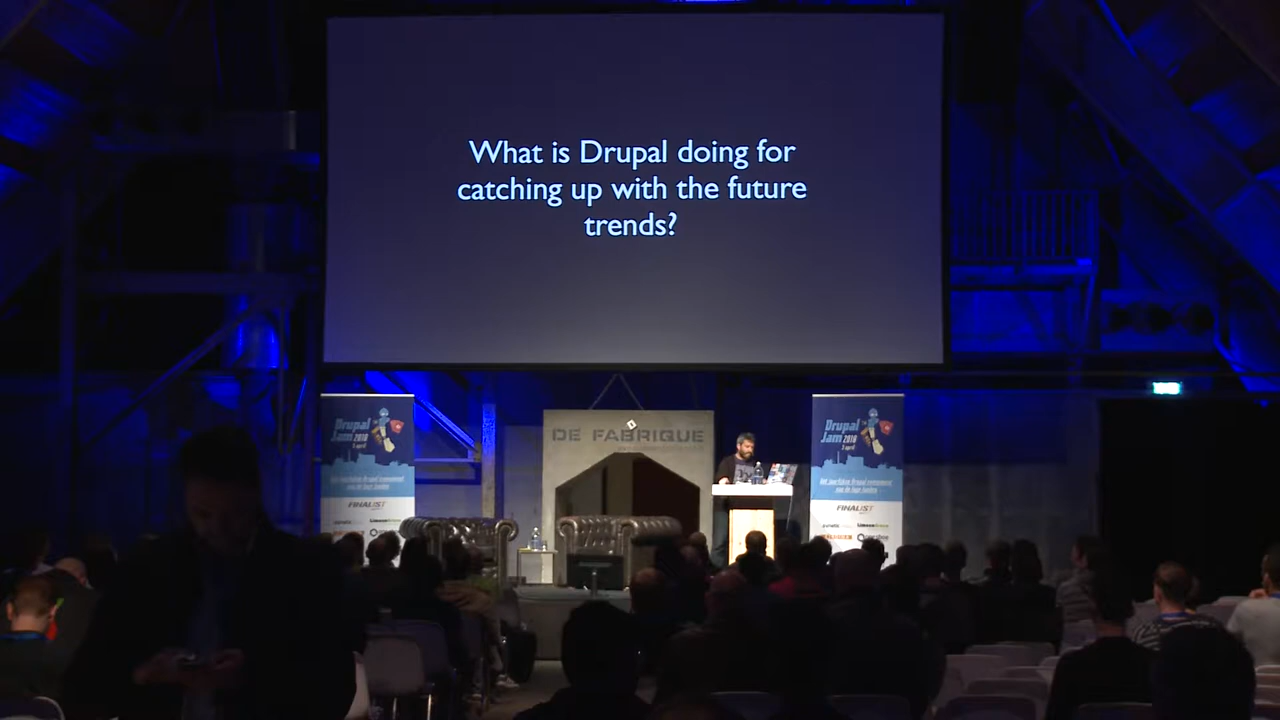 What is Drupal doing for
catching up with the future
trends?
DE FABRIQUE
Drupal
Jam 2018
FINALIST
Drupal
Jam 2018
FINALIST